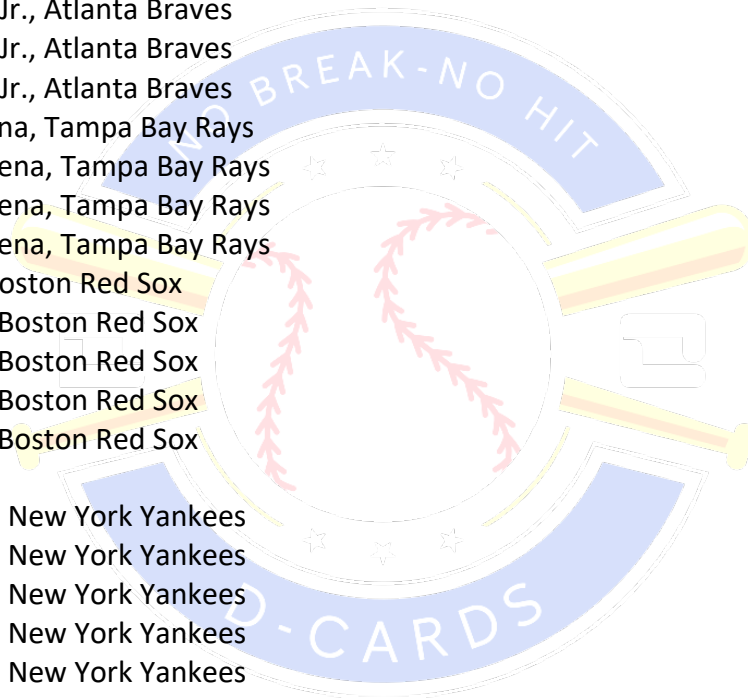 Jr., Atlanta Braves
Jr., Atlanta Braves
Jr., Atlanta Braves
na, Tampa Bay Rays
ena, Tampa Bay Rays
ena, Tampa Bay Rays
ena, Tampa Bay Rays
oston Red Sox
Boston Red Sox
Boston Red Sox
Boston Red Sox
Boston Red Sox
New York Yankees
New York Yankees
New York Yankees
New York Yankees
New York Yankees
NO BREAK-NO HIT
D-CARDS